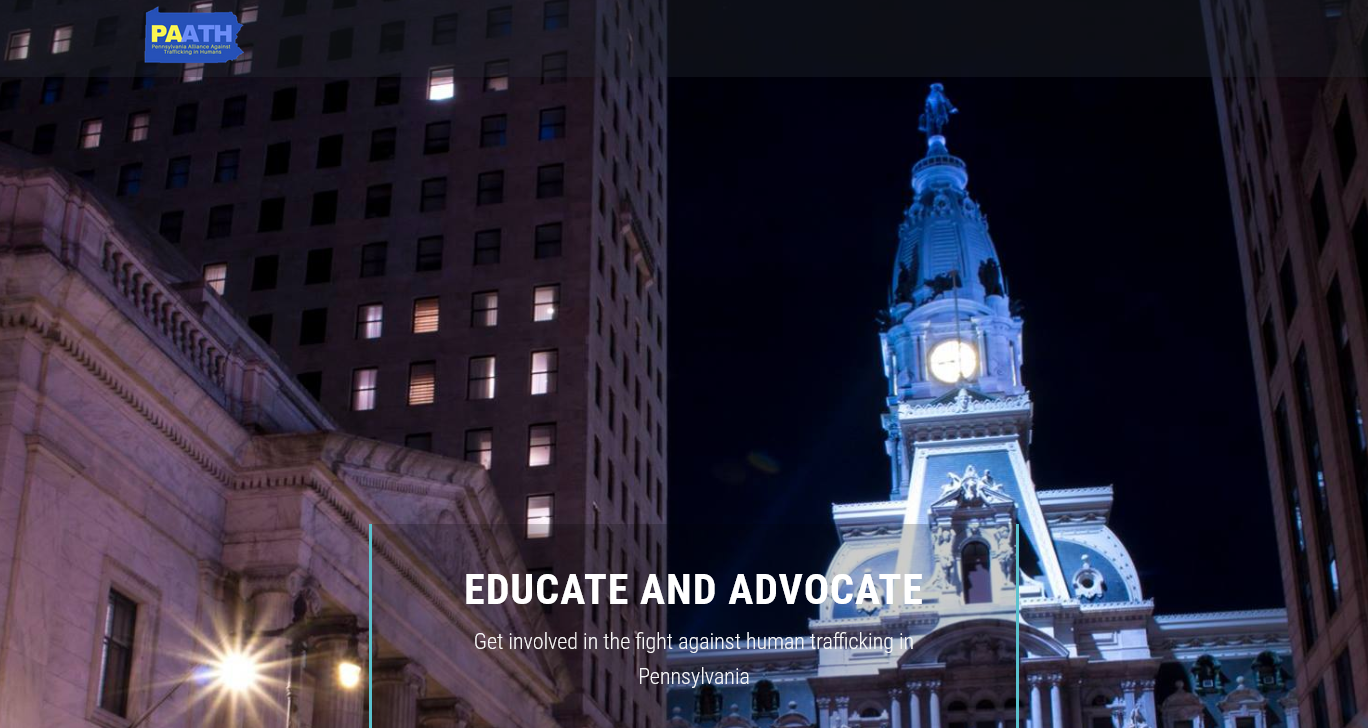 PAATH
Pennsylvania Alliance Against
Trafficking in Humans
EDUCATE AND ADVOCATE
Get involved in the fight against human trafficking in
Pennsylvania